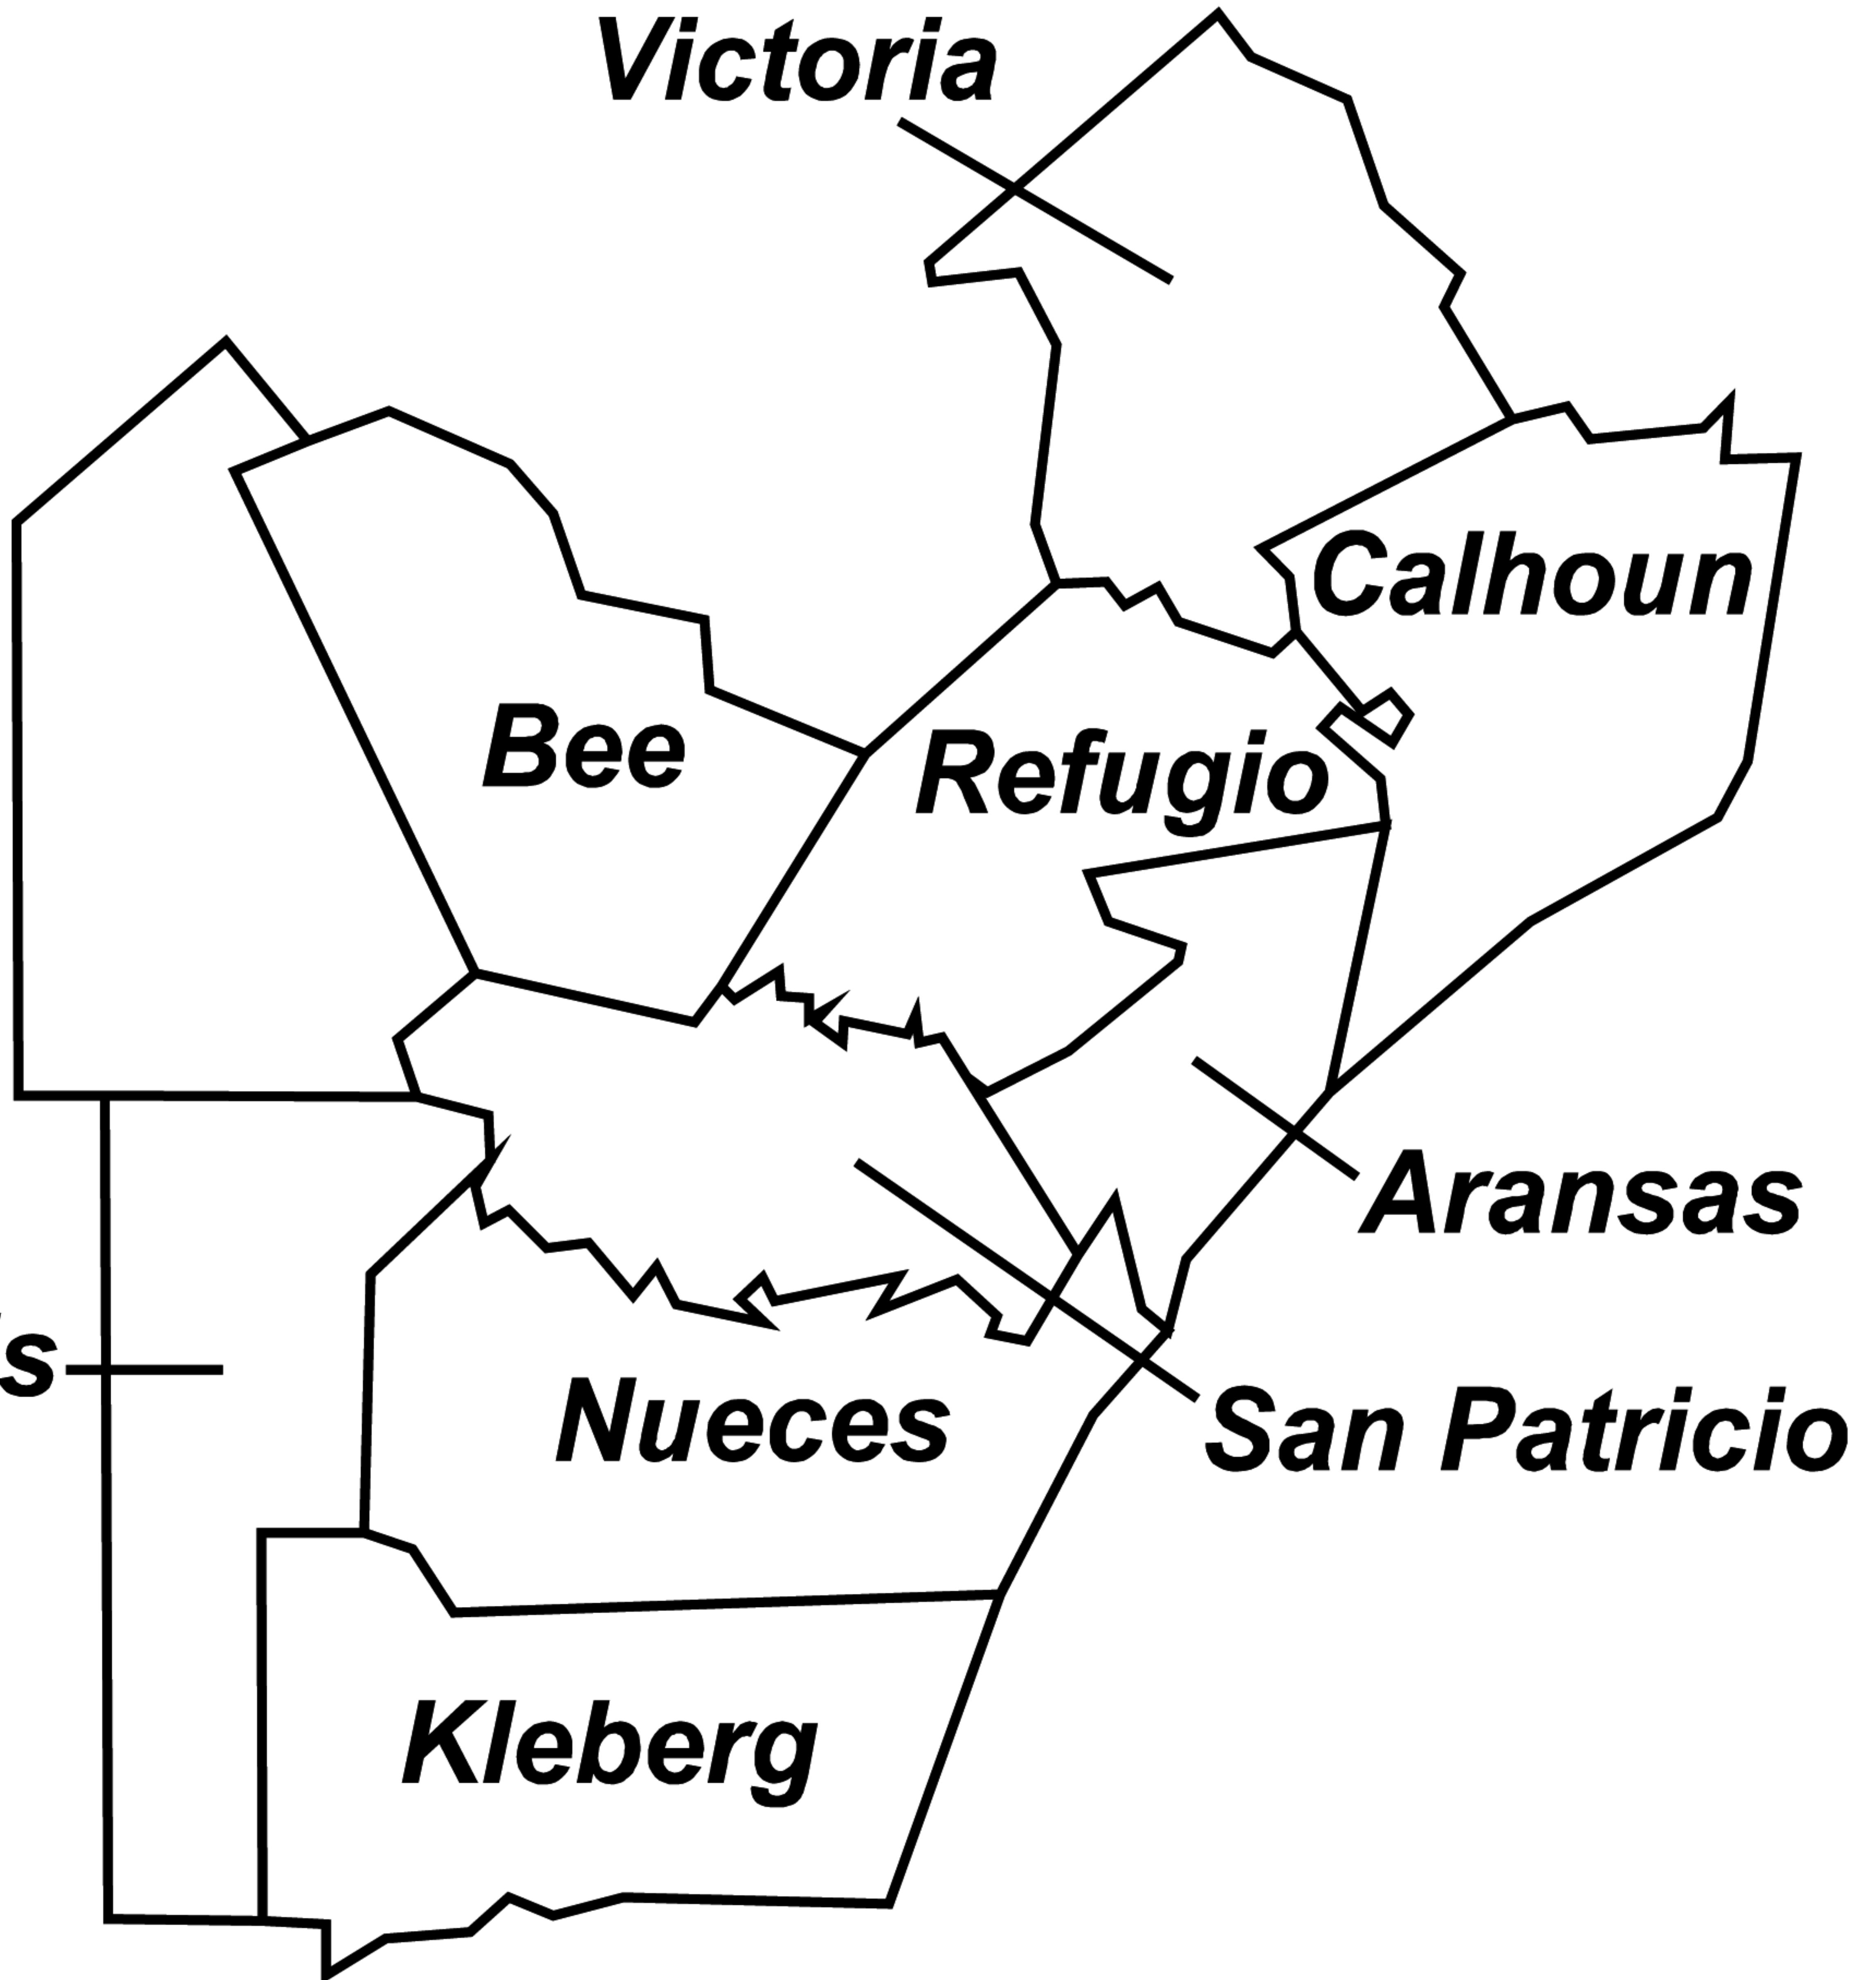 Victoria
Calhoun
Bee
Refugio
Aransas
s
Nueces
San Patricio
Kleberg